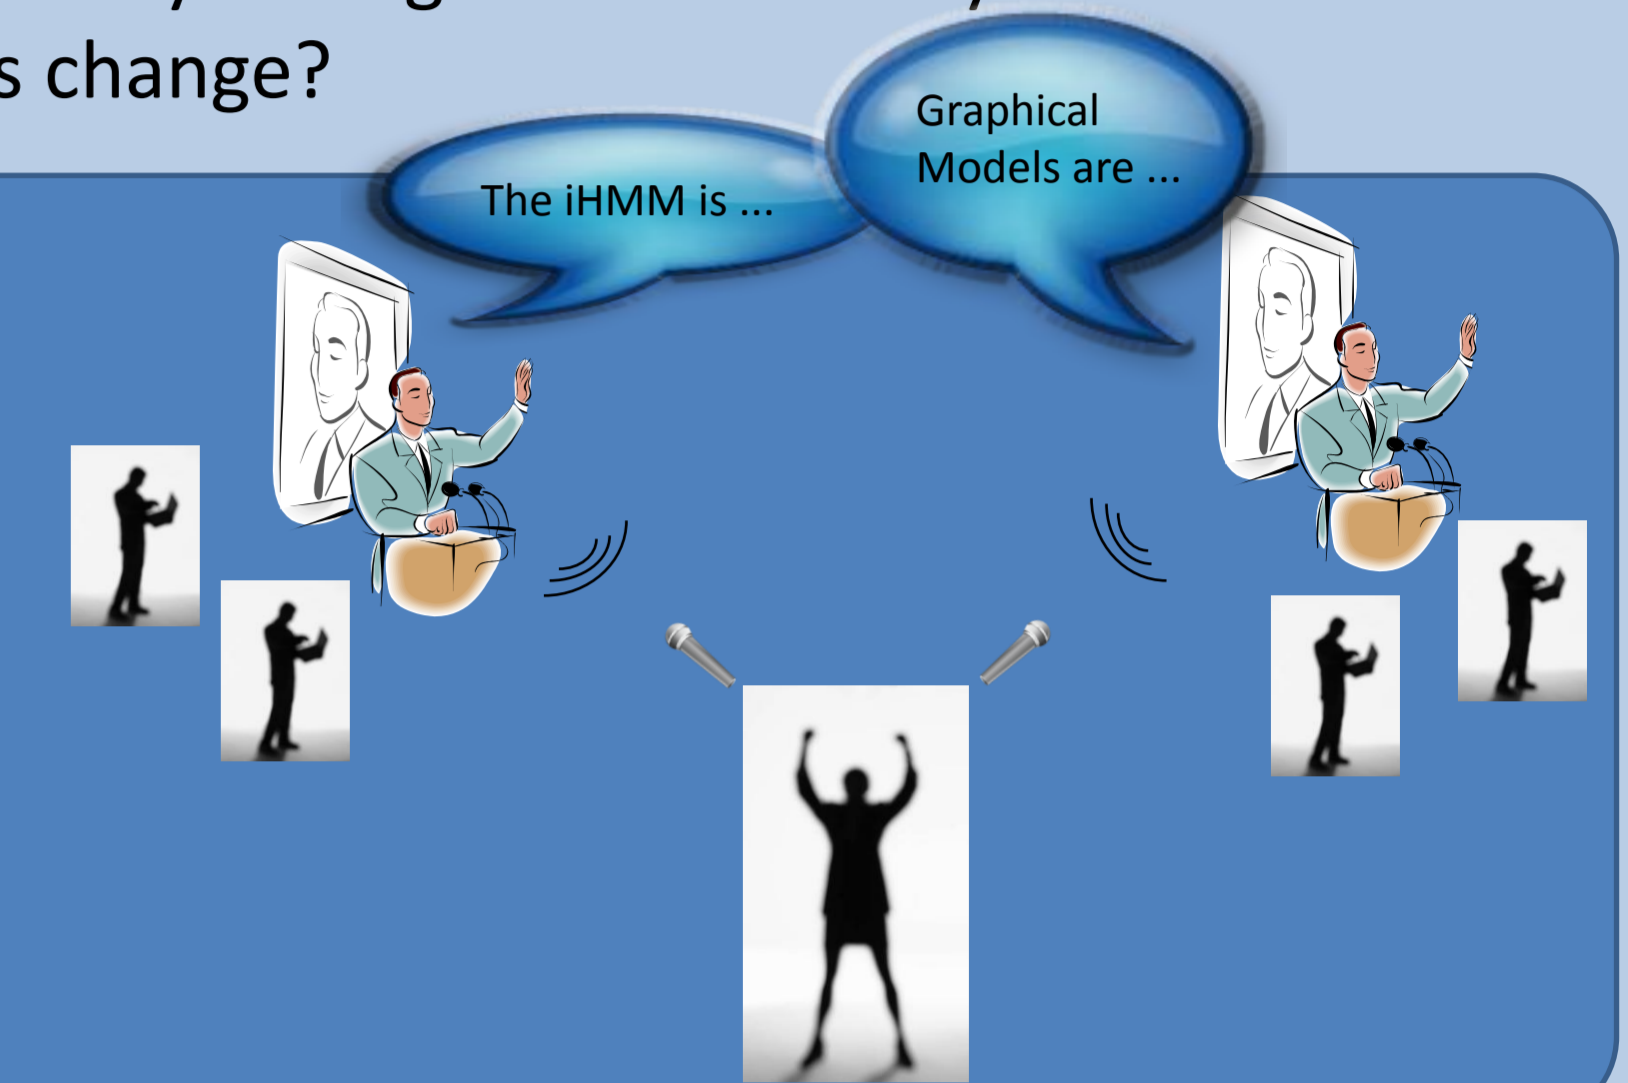 s change?
Graphical
Models are ...
The iHMM is ...